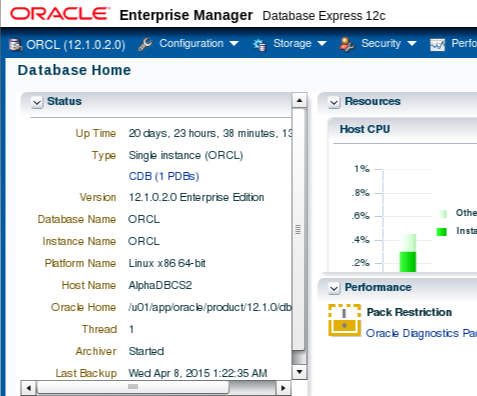 ORACLE Enterprise Manager Database Express 12c
ORCL (12.1.0.2.0) Configuration Storage Security
Database Home
Status
Up Time 20 days, 23 hours, 38 minutes, 13
Type Single instance (ORCL)
CDB (1 PDBs)
Version 12.1.0.2.0 Enterprise Edition
Database Name ORCL
Instance Name ORCL
Platform Name Linux x86 64-bit
Host Name AlphaDBCS2
Oracle Home /u01/app/oracle/product/12.1.0/db
Thread 1
Archiver Started
Last Backup Wed Apr 8, 2015 1:22:35 AM
Resources
Host CPU
1%
.8%
.6%
.4%
.2%
Othe
Insta
Performance
Pack Restriction
Oracle Diagnostics Pa